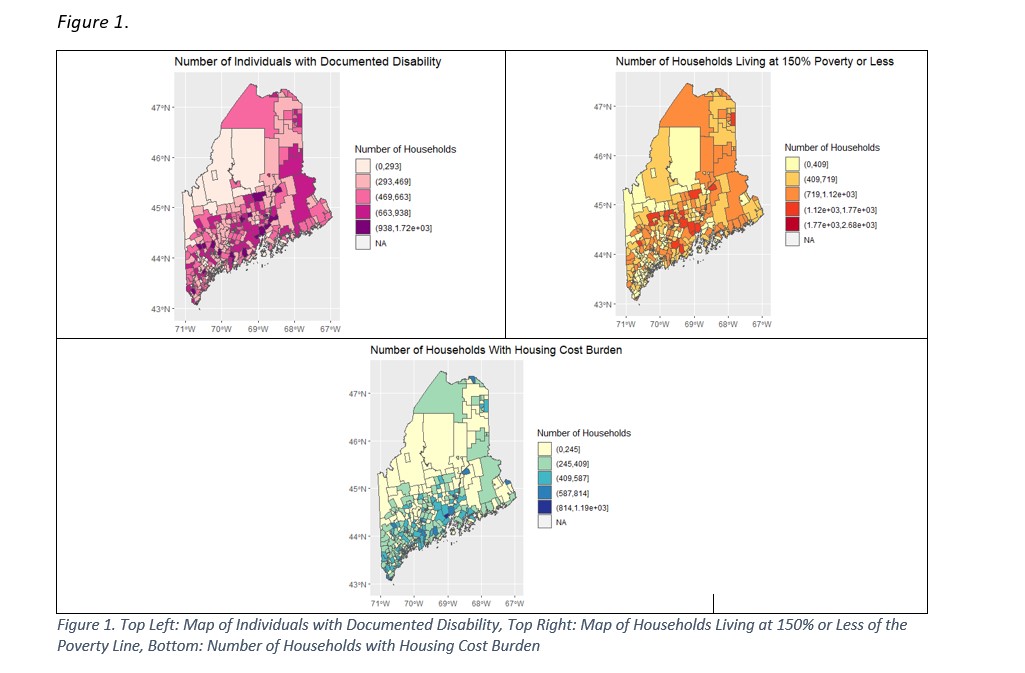 Figure 1.
Number of Individuals with Documented Disability
47°N
46°N
45°N
44°N
43°N
71°W 70°W 69°W 68°W 67°W
Number of Households
(0,293]
(293,469]
(469,663]
(663,938]
(938,1.72e+03]
NA
Number of Households Living at 150% Poverty or Less
47°N
46°N
45°N
44°N
43°N
71°W 70°W 69°W 68°W 67°W
Number of Households
(0,409]
(409,719]
(719,1.12e+03]
(1.12e+03,1.77e+03]
(1.77e+03,2.68e+03]
NA
Number of Households With Housing Cost Burden
47°N
46°N
45°N
44°N
43°N
71°W 70°W 69°W 68°W 67°W
Number of Households
(0,245]
(245,409]
(409,587]
(587,814]
(814,1.19e+03]
NA
Figure 1. Top Left: Map of Individuals with Documented Disability, Top Right: Map of Households Living at 150% or Less of the
Poverty Line, Bottom: Number of Households with Housing Cost Burden